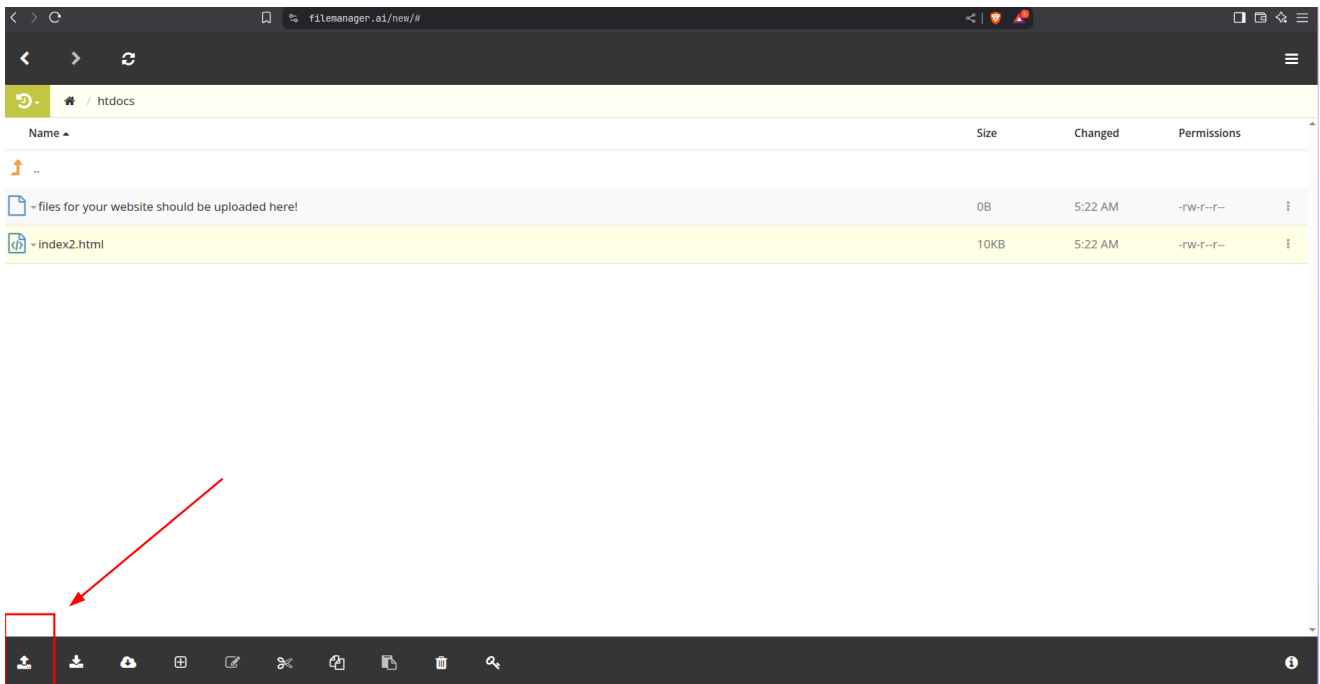 filemanager.ai/new/#
/ htdocs
Name Size Changed Permissions
..
files for your website should be uploaded here! 0B 5:22 AM -rw-r--r--
index2.html 10KB 5:22 AM -rw-r--r--